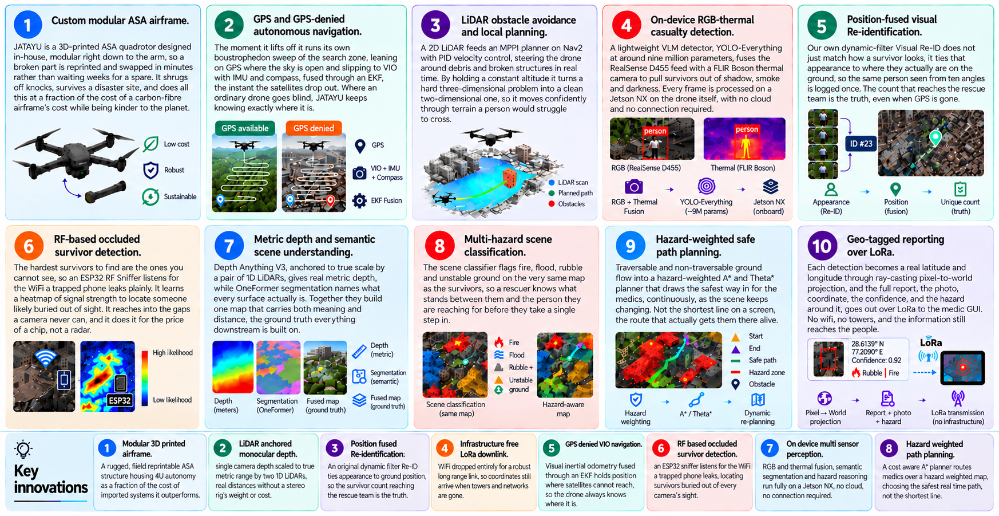 1
Custom modular ASA airframe.
JATAYU is a 3D-printed ASA quadrotor designed
in-house, modular right down to the arm, so a
broken part is reprinted and swapped in minutes
rather than waiting weeks for a spare. It shrugs
off knocks, survives a disaster site, and does all
this at a fraction of the cost of a carbon-fibre
airframe's cost while being kinder to the planet.
Low cost
Robust
Sustainable
2
GPS and GPS-denied
autonomous navigation.
The moment it lifts off it runs its own
boustrophedon sweep of the search zone, leaning
on GPS where the sky is open and slipping to VIO
with IMU and compass, fused through an EKF,
the instant the satellites drop out. Where an
ordinary drone goes blind, JATAYU keeps
knowing exactly where it is.
GPS available
GPS denied
GPS
VIO + IMU
+ Compass
EKF Fusion
3
LiDAR obstacle avoidance
and local planning.
A 2D LiDAR feeds an MPPI planner on Nav2
with PID velocity control, steering the drone
around debris and broken structures in real
time. By holding a constant altitude it turns a
hard three-dimensional problem into a clean
two-dimensional one, so it moves confidently
through terrain a person would struggle
to cross.
LiDAR scan
Planned path
Obstacles
4
On-device RGB-thermal
casualty detection.
A lightweight VLM detector, YOLO-Everything
at around nine million parameters, fuses the
RealSense D455 feed with a FLIR Boson thermal
camera to pull survivors out of shadow, smoke
and darkness. Every frame is processed on a
Jetson NX on the drone itself, with no cloud
and no connection required.
person
person
RGB (RealSense D455)
Thermal (FLIR Boson)
RGB + Thermal
Fusion
YOLO-Everything
(~9M params)
Jetson NX
(onboard)
5
Position-fused visual
Re-identification.
Our own dynamic-filter Visual Re-ID does not
just match how a survivor looks, it ties that
appearance to where they actually are on the
ground, so the same person seen from ten angles
is logged once. The count that reaches the rescue
team is the truth, even when GPS is gone.
ID #23
Appearance
(Re-ID)
Position
(fusion)
Unique count
(truth)
6
RF-based occluded
survivor detection.
The hardest survivors to find are the ones you
cannot see, so an ESP32 RF Sniffer listens for
the WiFi a trapped phone leaks plainly. It learns
a heatmap of signal strength to locate someone
likely buried out of sight. It reaches into the gaps
a camera never can, and it does it for the price
of a chip, not a radar.
ESP32
High likelihood
Low likelihood
7
Metric depth and semantic
scene understanding.
Depth Anything V3, anchored to true scale by
a pair of 1D LiDARs, gives real metric depth,
while OneFormer segmentation names what
every surface actually is. Together they build
one map that carries both meaning and
distance, the ground truth everything
downstream is built on.
Depth
(meters)
Segmentation
(OneFormer)
Fused map
(ground truth)
Depth
(metric)
Segmentation
(semantic)
Fused map
(ground truth)
8
Multi-hazard scene
classification.
The scene classifier flags fire, flood, rubble
and unstable ground on the very same map
as the survivors, so a rescuer knows what
stands between them and the person they
are reaching for before they take a single
step in.
Fire
Flood
Rubble +
Unstable
ground
Scene classification
(same map)
Hazard-aware
map
9
Hazard-weighted safe
path planning.
Traversable and non-traversable ground
flow into a hazard-weighted A* and Theta*
planner that draws the safest way in for the
medics, continuously, as the scene keeps
changing. Not the shortest line on a screen,
the route that actually gets them there alive.
Start
End
Safe path
Hazard zone
Obstacle
Hazard
weighting
A* / Theta*
Dynamic
re-planning
10
Geo-tagged reporting
over LoRa.
Each detection becomes a real latitude and
longitude through ray-casting pixel-to-world
projection, and the full report, the photo,
coordinate, the confidence, and the hazard
around it, goes out over LoRa to the medic GUI.
No wifi, no towers, and the information still
reaches the people.
28.6139° N
77.2090° E
Confidence: 0.92
Rubble | Fire
LoRa
Pixel → World
projection
Report + photo
+ hazard
LoRa transmission
(no infrastructure)
Key
innovations
1
Modular 3D printed
airframe.
A rugged, field reprintable ASA
structure housing 4U autonomy
as a fraction of the cost of
imported systems it outperforms.
2
LiDAR anchored
monocular depth.
single camera depth scaled to true
metric range by two 1D LiDARs,
real distances without a stereo
rig's weight or cost.
3
Position fused
Re-identification:
An original dynamic filter Re-ID
ties appearance to ground position,
so the survivor count reaching
the rescue team is the truth.
4
Infrastructure free
LoRa downlink.
WiFi dropped entirely for a robust
long range link, so coordinates still
arrive when towers and networks
are gone.
5
GPS denied VIO navigation.
Visual inertial odometry fused
through an EKF holds position
where satellites cannot reach,
so the drone always knows
where it is.
6
RF based occluded
survivor detection.
an ESP32 sniffer listens for the WiFi
a trapped phone leaks, locating
survivors buried out of every
camera's sight.
7
On device multi sensor
perception.
RGB and thermal fusion, semantic
segmentation and hazard reasoning
run fully on a Jetson NX, no cloud,
no connection required.
8
Hazard weighted
path planning.
A cost aware A* planner routes
medics over a hazard weighted map,
choosing the safest real time path,
not the shortest line.